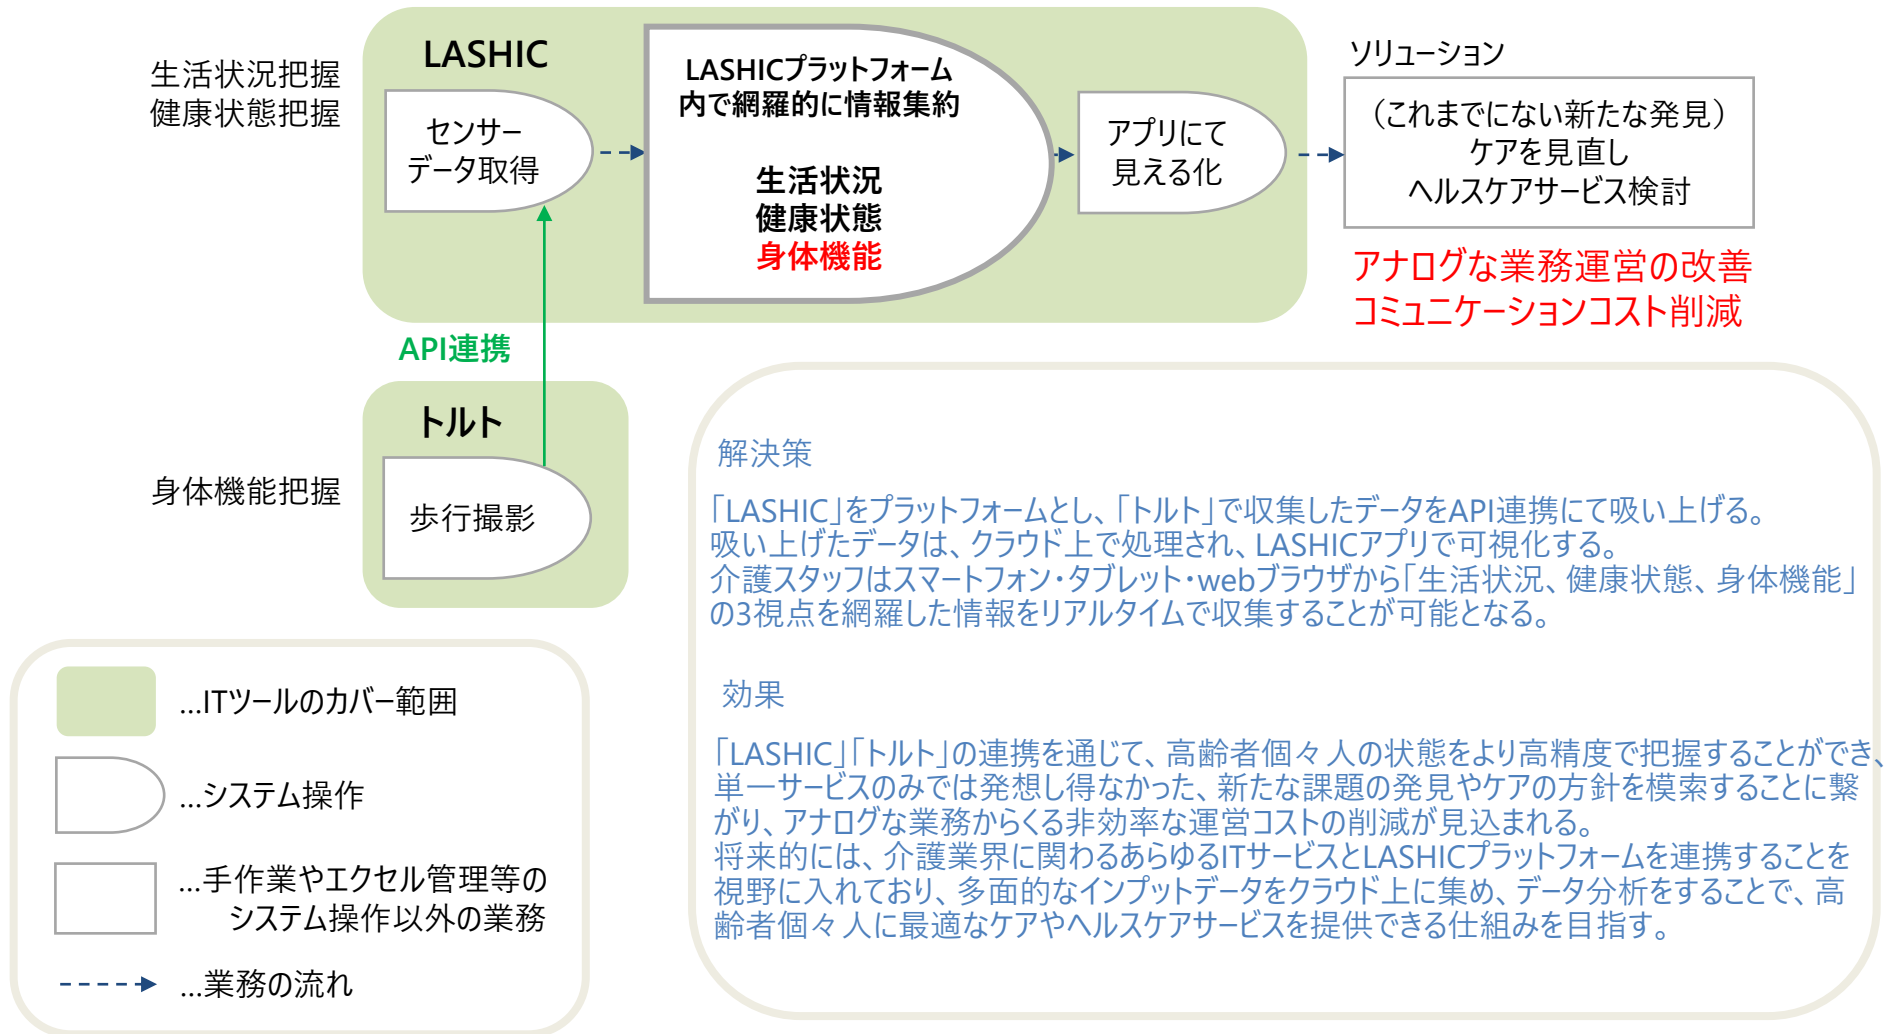 生活状況把握
健康状態把握
LASHIC
センサー
データ取得
LASHICプラットフォーム
内で網羅的に情報集約
生活状況
健康状態
身体機能
アプリにて
見える化
ソリューション
（これまでにない新たな発見）
ケアを見直し
ヘルスケアサービス検討
アナログな業務運営の改善
コミュニケーションコスト削減
API連携
トルト
身体機能把握
歩行撮影
解決策
「LASHIC」をプラットフォームとし、「トルト」で収集したデータをAPI連携にて吸い上げる。
吸い上げたデータは、クラウド上で処理され、LASHICアプリで可視化する。
介護スタッフはスマートフォン・タブレット・webブラウザから「生活状況、健康状態、身体機能」
の3視点を網羅した情報をリアルタイムで収集することが可能となる。
効果
「LASHIC」「トルト」の連携を通じて、高齢者個々人の状態をより高精度で把握することができ、
単一サービスのみでは発想し得なかった、新たな課題の発見やケアの方針を模索することに繋
がり、アナログな業務からくる非効率な運営コストの削減が見込まれる。
将来的には、介護業界に関わるあらゆるITサービスとLASHICプラットフォームを連携することを
視野に入れており、多面的なインプットデータをクラウド上に集め、データ分析をすることで、高
齢者個々人に最適なケアやヘルスケアサービスを提供できる仕組みを目指す。
…ITツールのカバー範囲
…システム操作
…手作業やエクセル管理等の
システム操作以外の業務
…業務の流れ